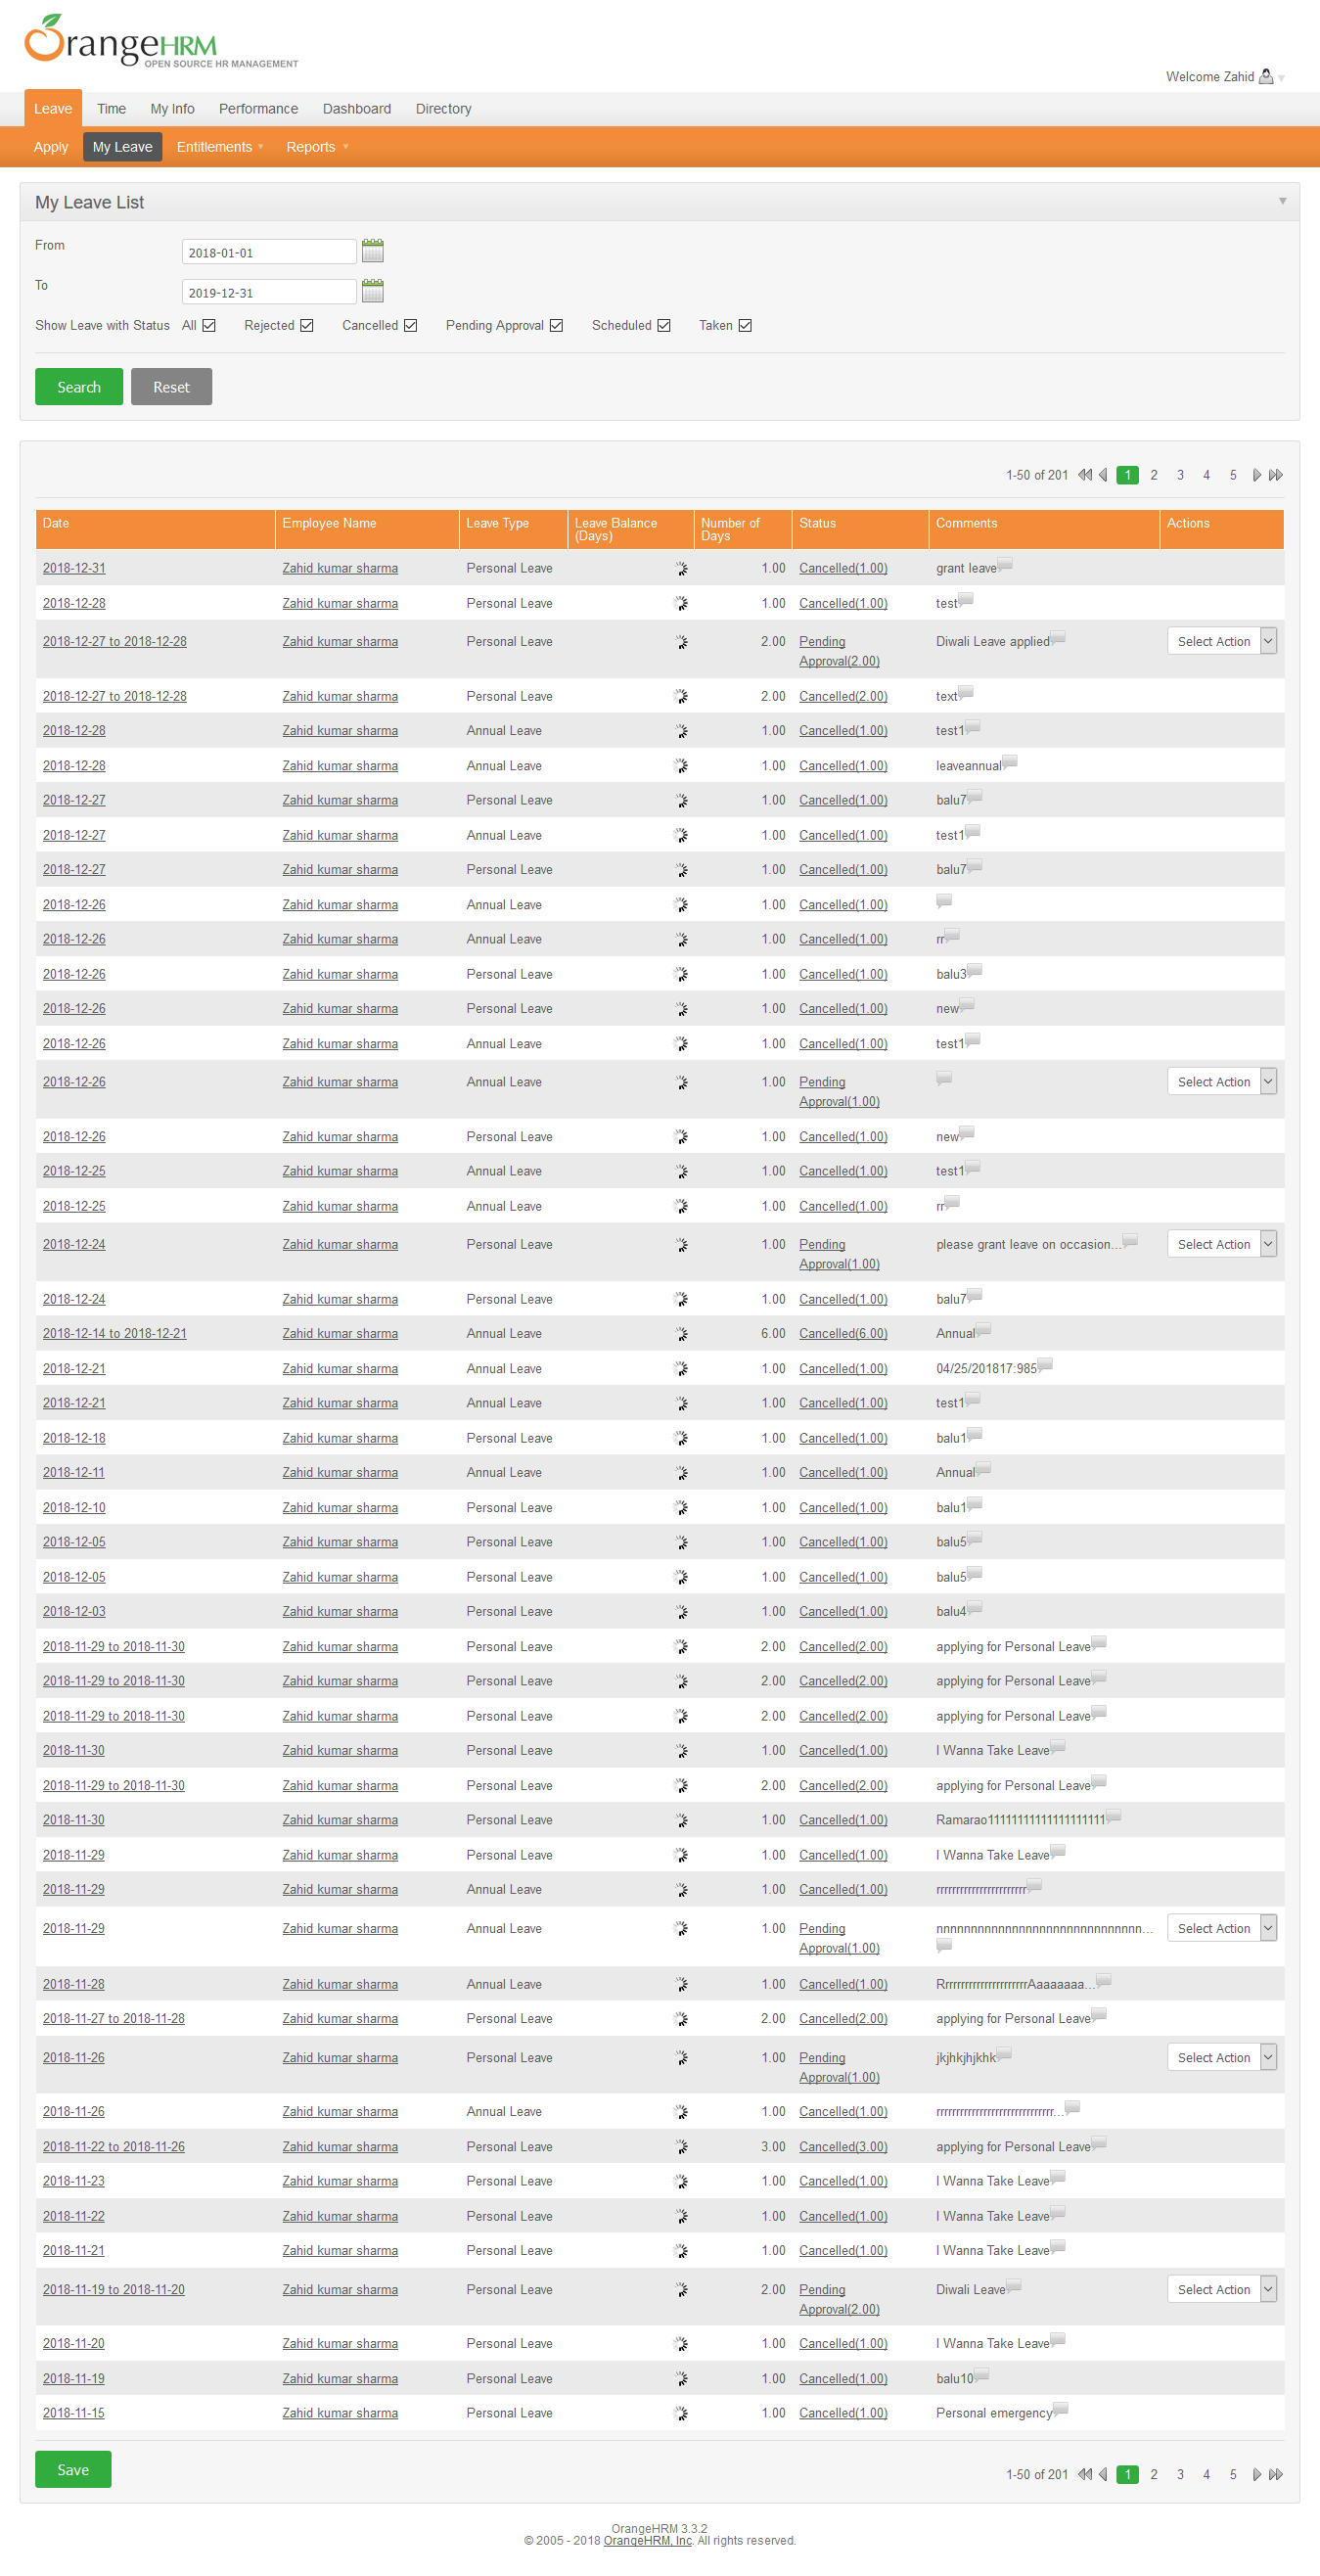 OrangeHRM
OPEN SOURCE HR MANAGEMENT
Welcome Zahid
Leave Time My Info Performance Dashboard Directory
Apply My Leave Entitlements Reports
My Leave List
From 2018-01-01
To 2019-12-31
Show Leave with Status All Rejected Cancelled Pending Approval Scheduled Taken
Search Reset
1-50 of 201 1 2 3 4 5
Date Employee Name Leave Type Leave Balance (Days) Number of Days Status Comments Actions
2018-12-31 Zahid kumar sharma Personal Leave 1.00 Cancelled(1.00) grant leave
2018-12-28 Zahid kumar sharma Personal Leave 1.00 Cancelled(1.00) test
2018-12-27 to 2018-12-28 Zahid kumar sharma Personal Leave 2.00 Pending Approval(2.00) Diwali Leave applied Select Action
2018-12-27 to 2018-12-28 Zahid kumar sharma Personal Leave 2.00 Cancelled(2.00) text
2018-12-28 Zahid kumar sharma Annual Leave 1.00 Cancelled(1.00) test1
2018-12-28 Zahid kumar sharma Annual Leave 1.00 Cancelled(1.00) leaveannual
2018-12-27 Zahid kumar sharma Personal Leave 1.00 Cancelled(1.00) balu7
2018-12-27 Zahid kumar sharma Annual Leave 1.00 Cancelled(1.00) test1
2018-12-27 Zahid kumar sharma Personal Leave 1.00 Cancelled(1.00) balu7
2018-12-26 Zahid kumar sharma Annual Leave 1.00 Cancelled(1.00)
2018-12-26 Zahid kumar sharma Annual Leave 1.00 Cancelled(1.00) rr
2018-12-26 Zahid kumar sharma Personal Leave 1.00 Cancelled(1.00) balu3
2018-12-26 Zahid kumar sharma Personal Leave 1.00 Cancelled(1.00) new
2018-12-26 Zahid kumar sharma Annual Leave 1.00 Cancelled(1.00) test1
2018-12-26 Zahid kumar sharma Annual Leave 1.00 Pending Approval(1.00) Select Action
2018-12-26 Zahid kumar sharma Personal Leave 1.00 Cancelled(1.00) new
2018-12-25 Zahid kumar sharma Annual Leave 1.00 Cancelled(1.00) test1
2018-12-25 Zahid kumar sharma Annual Leave 1.00 Cancelled(1.00) rr
2018-12-24 Zahid kumar sharma Personal Leave 1.00 Pending Approval(1.00) please grant leave on occasion... Select Action
2018-12-24 Zahid kumar sharma Personal Leave 1.00 Cancelled(1.00) balu7
2018-12-14 to 2018-12-21 Zahid kumar sharma Annual Leave 6.00 Cancelled(6.00) Annual
2018-12-21 Zahid kumar sharma Annual Leave 1.00 Cancelled(1.00) 04/25/201817:985
2018-12-21 Zahid kumar sharma Annual Leave 1.00 Cancelled(1.00) test1
2018-12-18 Zahid kumar sharma Personal Leave 1.00 Cancelled(1.00) balu1
2018-12-11 Zahid kumar sharma Annual Leave 1.00 Cancelled(1.00) Annual
2018-12-10 Zahid kumar sharma Personal Leave 1.00 Cancelled(1.00) balu1
2018-12-05 Zahid kumar sharma Personal Leave 1.00 Cancelled(1.00) balu5
2018-12-05 Zahid kumar sharma Personal Leave 1.00 Cancelled(1.00) balu5
2018-12-03 Zahid kumar sharma Personal Leave 1.00 Cancelled(1.00) balu4
2018-11-29 to 2018-11-30 Zahid kumar sharma Personal Leave 2.00 Cancelled(2.00) applying for Personal Leave
2018-11-29 to 2018-11-30 Zahid kumar sharma Personal Leave 2.00 Cancelled(2.00) applying for Personal Leave
2018-11-29 to 2018-11-30 Zahid kumar sharma Personal Leave 2.00 Cancelled(2.00) applying for Personal Leave
2018-11-30 Zahid kumar sharma Personal Leave 1.00 Cancelled(1.00) I Wanna Take Leave
2018-11-29 to 2018-11-30 Zahid kumar sharma Personal Leave 2.00 Cancelled(2.00) applying for Personal Leave
2018-11-30 Zahid kumar sharma Personal Leave 1.00 Cancelled(1.00)
2018-11-29 Zahid kumar sharma Personal Leave 1.00 Cancelled(1.00) I Wanna Take Leave
2018-11-29 Zahid kumar sharma Annual Leave 1.00 Cancelled(1.00)
2018-11-29 Zahid kumar sharma Annual Leave 1.00 Pending Approval(1.00) Select Action
2018-11-28 Zahid kumar sharma Annual Leave 1.00 Cancelled(1.00)
2018-11-27 to 2018-11-28 Zahid kumar sharma Personal Leave 2.00 Cancelled(2.00) applying for Personal Leave
2018-11-26 Zahid kumar sharma Personal Leave 1.00 Pending Approval(1.00) jkjhkjhjkhk Select Action
2018-11-26 Zahid kumar sharma Annual Leave 1.00 Cancelled(1.00)
2018-11-22 to 2018-11-26 Zahid kumar sharma Personal Leave 3.00 Cancelled(3.00) applying for Personal Leave
2018-11-23 Zahid kumar sharma Personal Leave 1.00 Cancelled(1.00) I Wanna Take Leave
2018-11-22 Zahid kumar sharma Personal Leave 1.00 Cancelled(1.00) I Wanna Take Leave
2018-11-21 Zahid kumar sharma Personal Leave 1.00 Cancelled(1.00) I Wanna Take Leave
2018-11-19 to 2018-11-20 Zahid kumar sharma Personal Leave 2.00 Pending Approval(2.00) Diwali Leave Select Action
2018-11-20 Zahid kumar sharma Personal Leave 1.00 Cancelled(1.00) I Wanna Take Leave
2018-11-19 Zahid kumar sharma Personal Leave 1.00 Cancelled(1.00) balu10
2018-11-15 Zahid kumar sharma Personal Leave 1.00 Cancelled(1.00) Personal emergency
Save 1-50 of 201 1 2 3 4 5
OrangeHRM 3.3.2
© 2005 - 2018 OrangeHRM, Inc. All rights reserved.